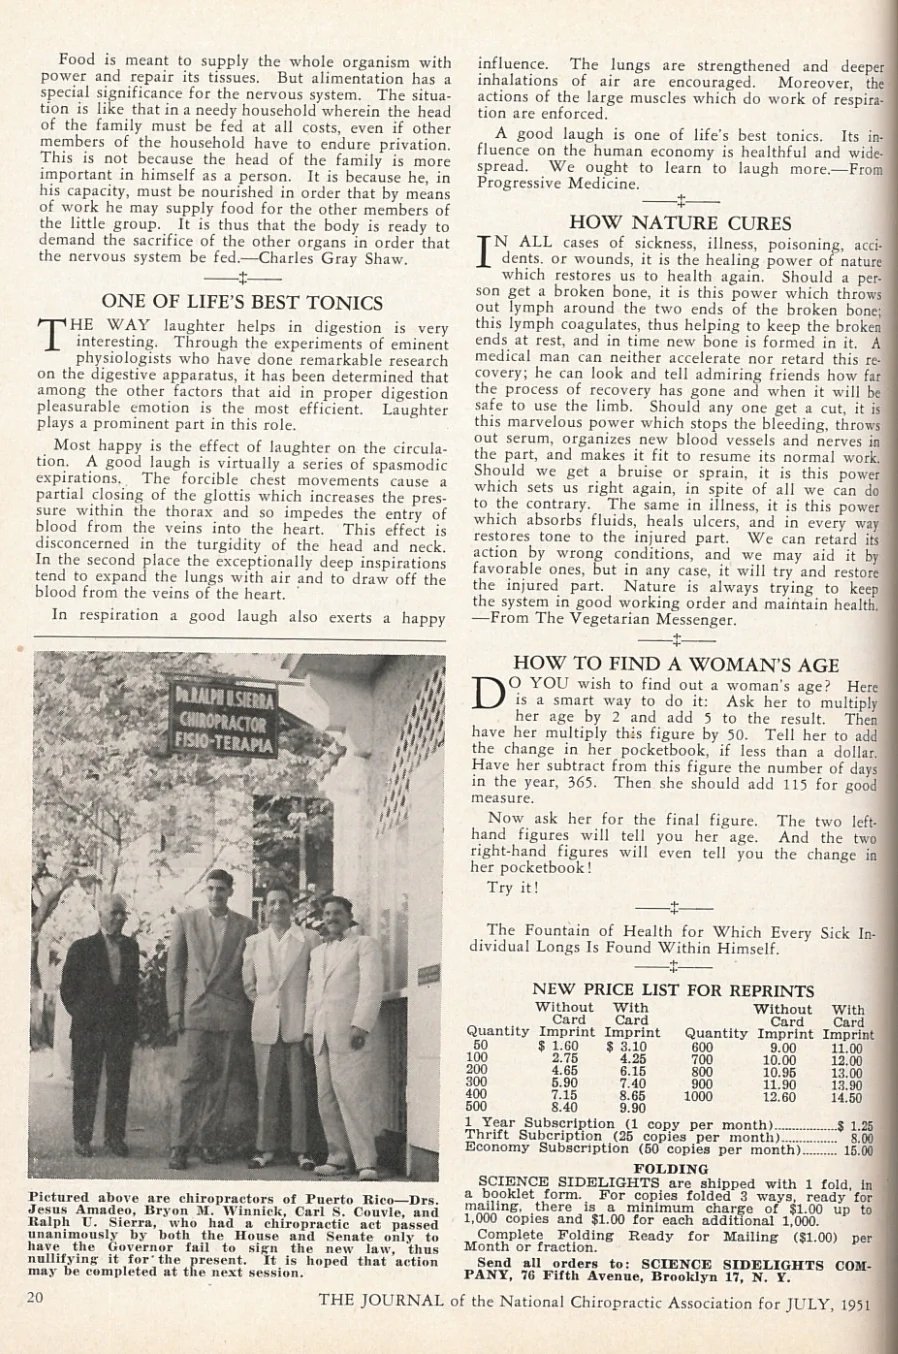 Food is meant to supply the whole organism with
power and repair its tissues. But alimentation has a
special significance for the nervous system. The situa-
tion is like that in a needy household wherein the head
of the family must be fed at all costs, even if other
members of the household have to endure privation.
This is not because the head of the family is more
important in himself as a person. It is because he, in
his capacity, must be nourished in order that by means
of work he may supply food for the other members of
the little group. It is thus that the body is ready to
demand the sacrifice of the other organs in order that
the nervous system be fed.—Charles Gray Shaw.
ONE OF LIFE'S BEST TONICS
THE WAY laughter helps in digestion is very
interesting. Through the experiments of eminent
physiologists who have done remarkable research
on the digestive apparatus, it has been determined that
among the other factors that aid in proper digestion
pleasurable emotion is the most efficient. Laughter
plays a prominent part in this role.
Most happy is the effect of laughter on the circula-
tion. A good laugh is virtually a series of spasmodic
expirations. The forcible chest movements cause a
partial closing of the glottis which increases the pres-
sure within the thorax and so impedes the entry of
blood from the veins into the heart. This effect is
disconcerned in the turgidity of the head and neck.
In the second place the exceptionally deep inspirations
tend to expand the lungs with air and to draw off the
blood from the veins of the heart.
In respiration a good laugh also exerts a happy
DR. RALPH U. SIERRA
CHIROPRACTOR
FISIO-TERAPIA
Pictured above are chiropractors of Puerto Rico—Drs.
Jesus Amadeo, Bryon M. Winnick, Carl S. Couvle, and
Ralph U. Sierra, who had a chiropractic act passed
unanimously by both the House and Senate only to
have the Governor fail to sign the new law, thus
nullifying it for the present. It is hoped that action
may be completed at the next session.
influence. The lungs are strengthened and deeper
inhalations of air are encouraged. Moreover, the
actions of the large muscles which do work of respira-
tion are enforced.
A good laugh is one of life's best tonics. Its in-
fluence on the human economy is healthful and wide-
spread. We ought to learn to laugh more.—From
Progressive Medicine.
HOW NATURE CURES
IN ALL cases of sickness, illness, poisoning, acci-
dents. or wounds, it is the healing power of nature
which restores us to health again. Should a per-
son get a broken bone, it is this power which throws
out lymph around the two ends of the broken bone;
this lymph coagulates, thus helping to keep the broken
ends at rest, and in time new bone is formed in it. A
medical man can neither accelerate nor retard this re-
covery; he can look and tell admiring friends how far
the process of recovery has gone and when it will be
safe to use the limb. Should any one get a cut, it is
this marvelous power which stops the bleeding, throws
out serum, organizes new blood vessels and nerves in
the part, and makes it fit to resume its normal work.
Should we get a bruise or sprain, it is this power
which sets us right again, in spite of all we can do
to the contrary. The same in illness, it is this power
which absorbs fluids, heals ulcers, and in every way
restores tone to the injured part. We can retard its
action by wrong conditions, and we may aid it by
favorable ones, but in any case, it will try and restore
the injured part. Nature is always trying to keep
the system in good working order and maintain health.
—From The Vegetarian Messenger.
HOW TO FIND A WOMAN'S AGE
DO YOU wish to find out a woman's age? Here
is a smart way to do it: Ask her to multiply
her age by 2 and add 5 to the result. Then
have her multiply this figure by 50. Tell her to add
the change in her pocketbook, if less than a dollar.
Have her subtract from this figure the number of days
in the year, 365. Then she should add 115 for good
measure.
Now ask her for the final figure. The two left-
hand figures will tell you her age. And the two
right-hand figures will even tell you the change in
her pocketbook!
Try it!
The Fountain of Health for Which Every Sick In-
dividual Longs Is Found Within Himself.
NEW PRICE LIST FOR REPRINTS
Without With Without With
Card Card Card Card
Quantity Imprint Imprint Quantity Imprint Imprint
50 $ 1.60 $ 3.10 600 9.00 11.00
100 2.75 4.25 700 10.00 12.00
200 4.65 6.15 800 10.95 13.00
300 5.90 7.40 900 11.90 13.90
400 7.15 8.65 1000 12.60 14.50
500 8.40 9.90
1 Year Subscription (1 copy per month)................$ 1.25
Thrift Subcription (25 copies per month).............. 8.00
Economy Subscription (50 copies per month).......... 15.00
FOLDING
SCIENCE SIDELIGHTS are shipped with 1 fold, in
a booklet form. For copies folded 3 ways, ready for
mailing, there is a minimum charge of $1.00 up to
1,000 copies and $1.00 for each additional 1,000.
Complete Folding Ready for Mailing ($1.00) per
Month or fraction.
Send all orders to: SCIENCE SIDELIGHTS COM-
PANY, 76 Fifth Avenue, Brooklyn 17, N. Y.
20 THE JOURNAL of the National Chiropractic Association for JULY, 1951